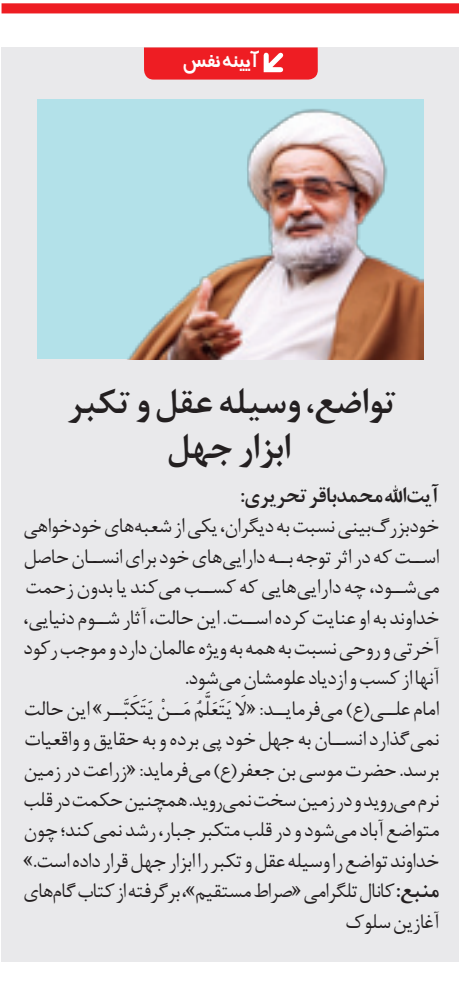 آیینه نفس
تواضع، وسیله عقل و تکبر
ابزار جهل
آیت‌الله محمدباقر تحریری:
خودبزرگ‌بینی نسبت به دیگران، یکی از شعبه‌های خودخواهی
است که در اثر توجه به دارایی‌های خود برای انسان حاصل
می‌شود، چه دارایی‌هایی که کسب می‌کند یا بدون زحمت
خداوند به او عنایت کرده است. این حالت، آثار شوم دنیایی،
آخرتی و روحی نسبت به همه به ویژه عالمان دارد و موجب رکود
آنها از کسب و ازدیاد علومشان می‌شود.
امام علی(ع) می‌فرماید: «لَا یَتَعَلَّمُ مَنْ یَتَکَبَّر» این حالت
نمی‌گذارد انسان به جهل خود پی برده و به حقایق و واقعیات
برسد. حضرت موسی بن جعفر(ع) می‌فرماید: «زراعت در زمین
نرم می‌روید و در زمین سخت نمی‌روید. همچنین حکمت در قلب
متواضع آباد می‌شود و در قلب متکبر جبار، رشد نمی‌کند؛ چون
خداوند تواضع را وسیله عقل و تکبر را ابزار جهل قرار داده است.»
منبع: کانال تلگرامی «صراط مستقیم»، برگرفته از کتاب گام‌های
آغازین سلوک